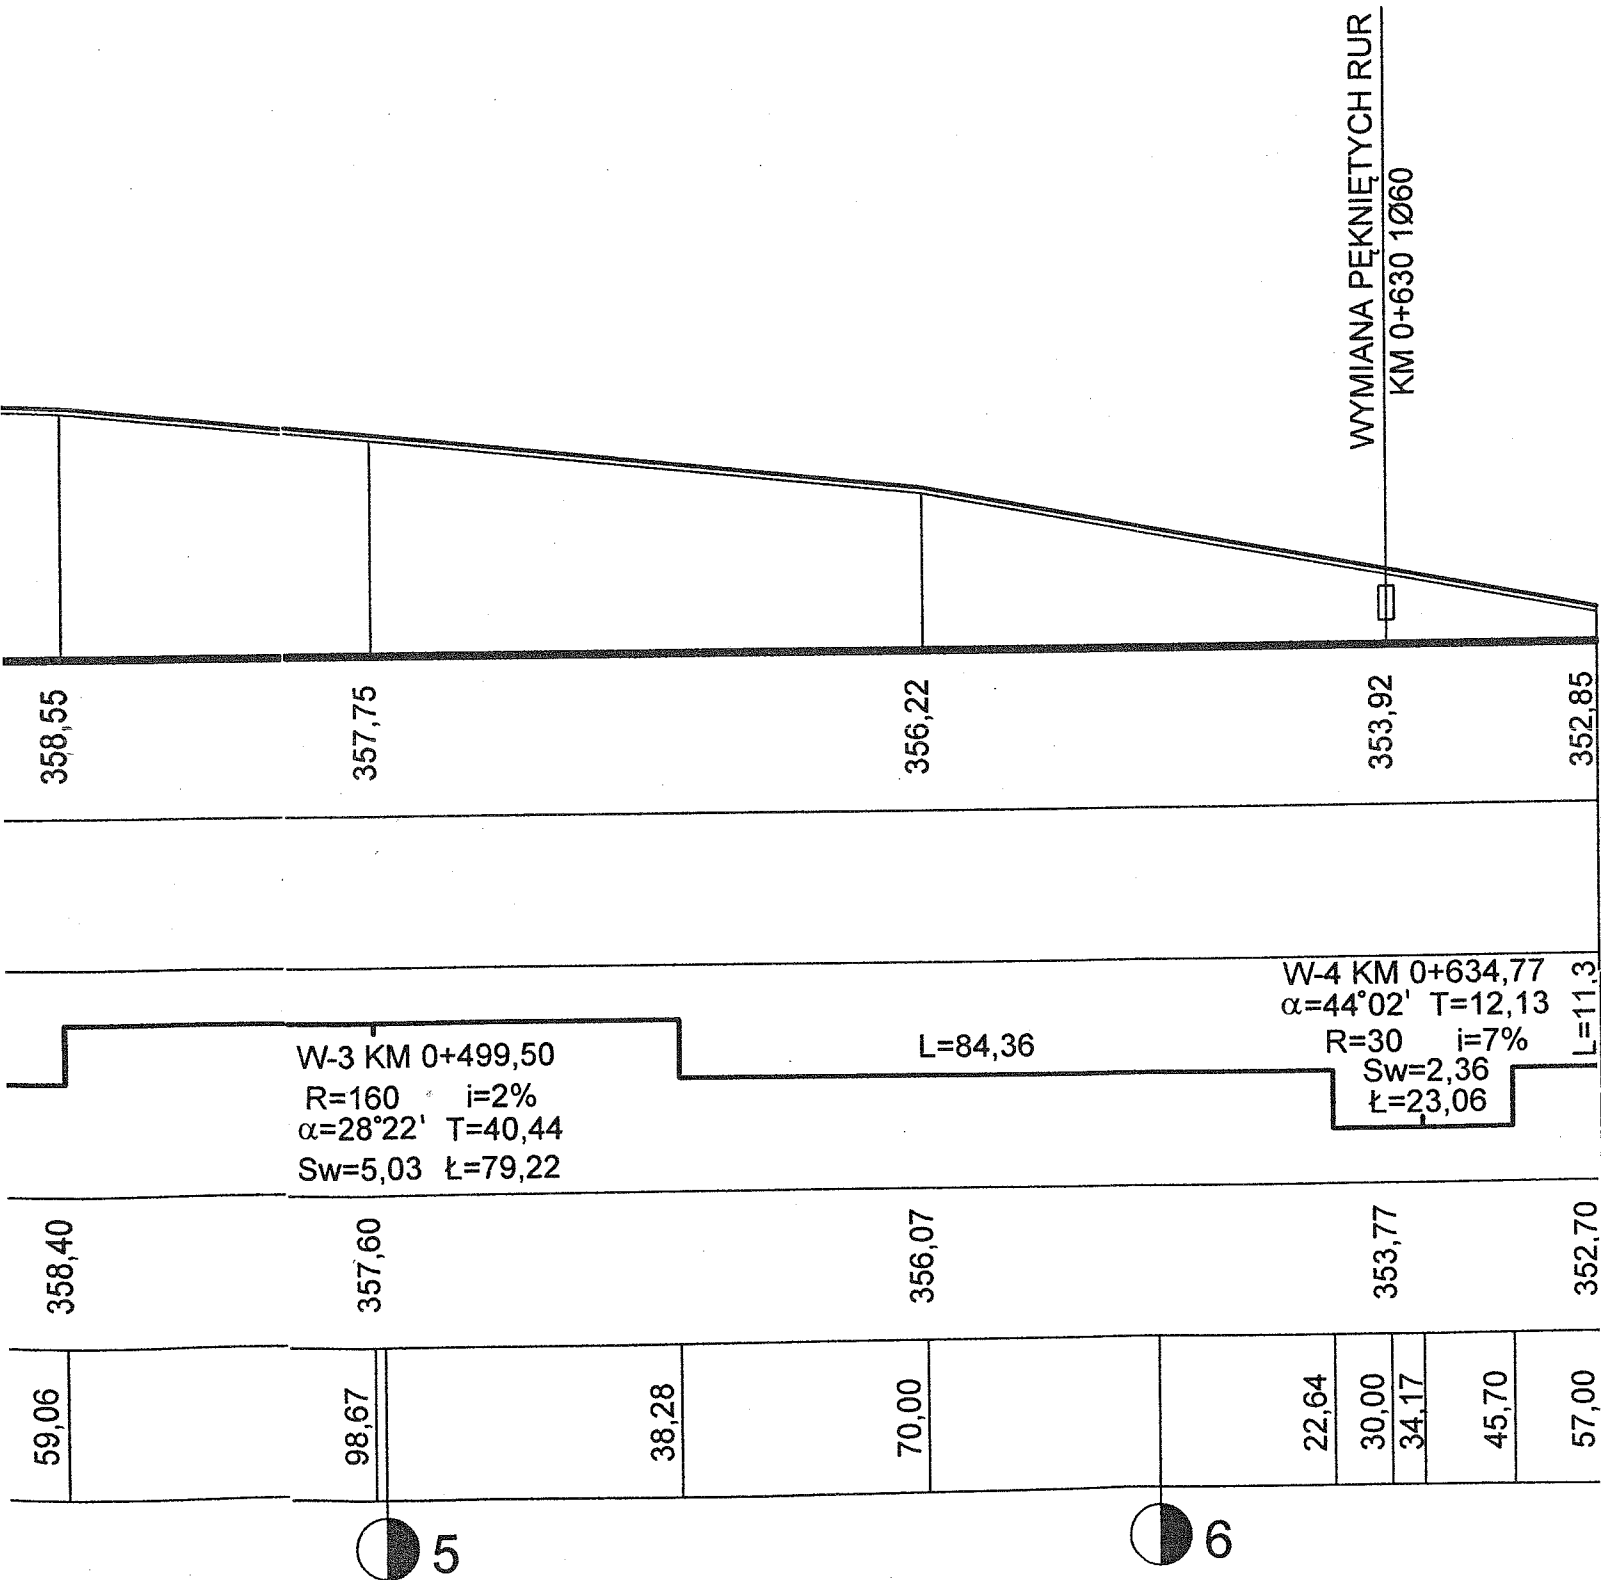 WYMIANA PĘKNIĘTYCH RUR
KM 0+630 1Ø60
358,55
357,75
356,22
353,92
352,85
W-3 KM 0+499,50
R=160 i=2%
α=28°22' T=40,44
Sw=5,03 Ł=79,22
L=84,36
W-4 KM 0+634,77
α=44°02' T=12,13
R=30 i=7%
Sw=2,36
Ł=23,06
L=11,3
358,40
357,60
356,07
353,77
352,70
59,06
98,67
38,28
70,00
22,64
30,00
34,17
45,70
57,00
5
6